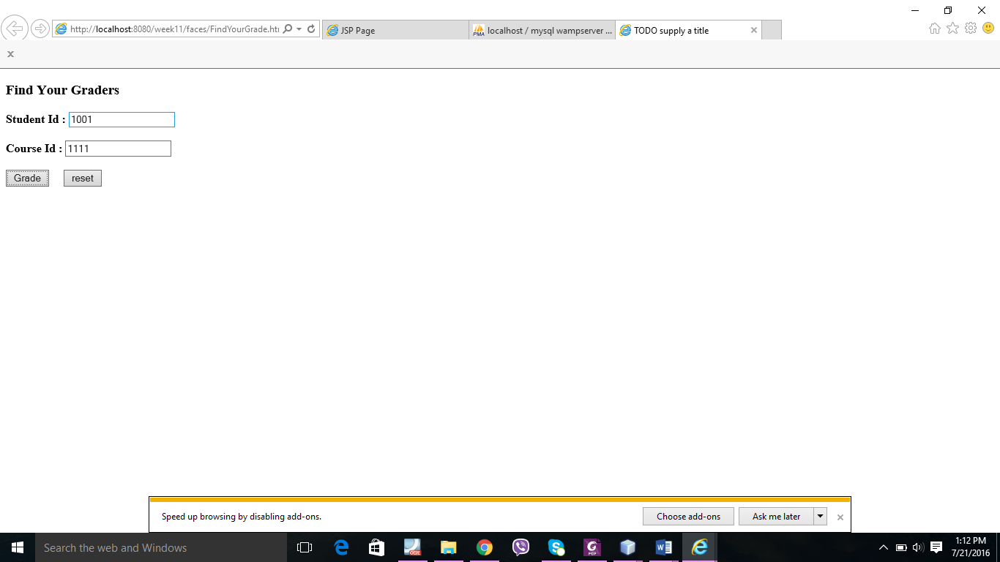 http://localhost:8080/week11/faces/FindYourGrade.ht
JSP Page
localhost / mysql wampserver ...
TODO supply a title
x
Find Your Graders
Student Id : 1001
Course Id : 1111
Grade reset
Speed up browsing by disabling add-ons.
Choose add-ons
Ask me later
Search the web and Windows
1:12 PM
7/21/2016